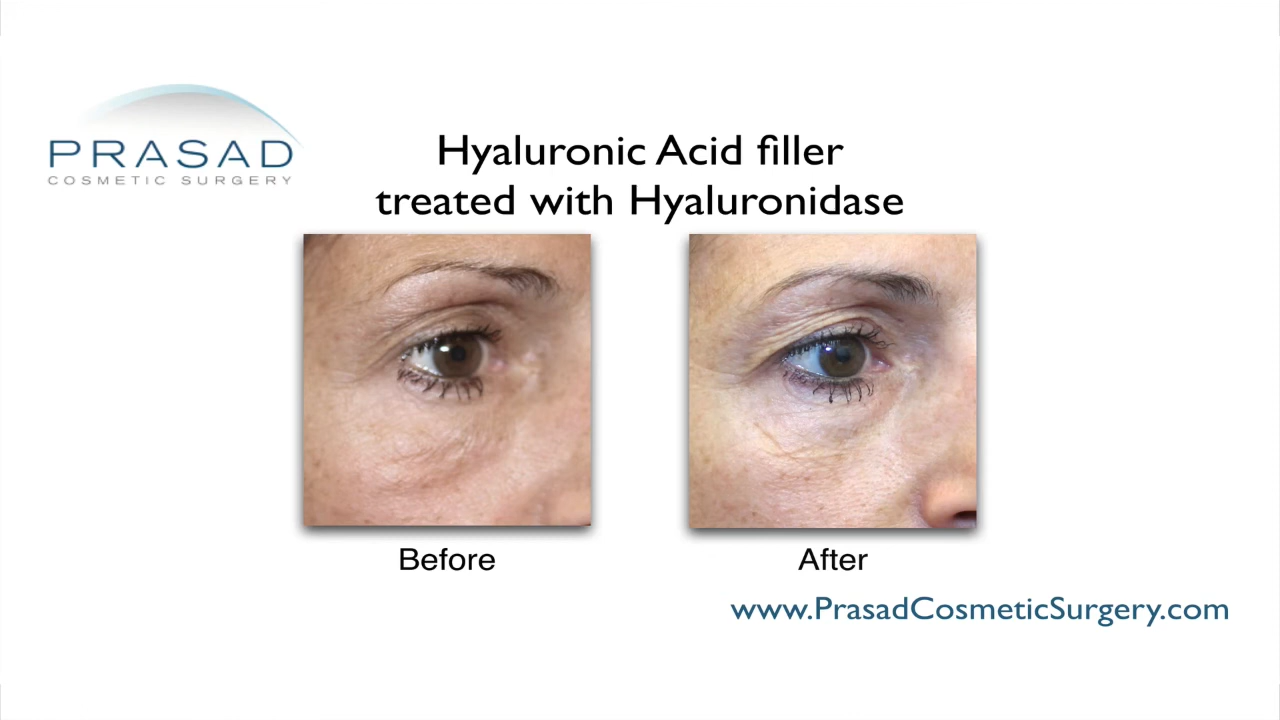 PRASAD
COSMETIC SURGERY
Hyaluronic Acid filler
treated with Hyaluronidase
Before
After
www.PrasadCosmeticSurgery.com